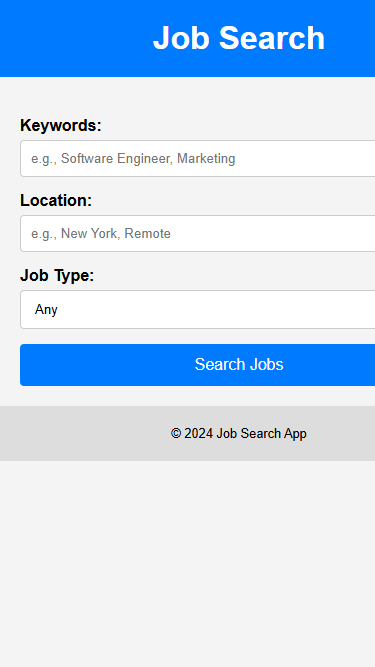 Job Search
Keywords:
e.g., Software Engineer, Marketing
Location:
e.g., New York, Remote
Job Type:
Any
Search Jobs
© 2024 Job Search App